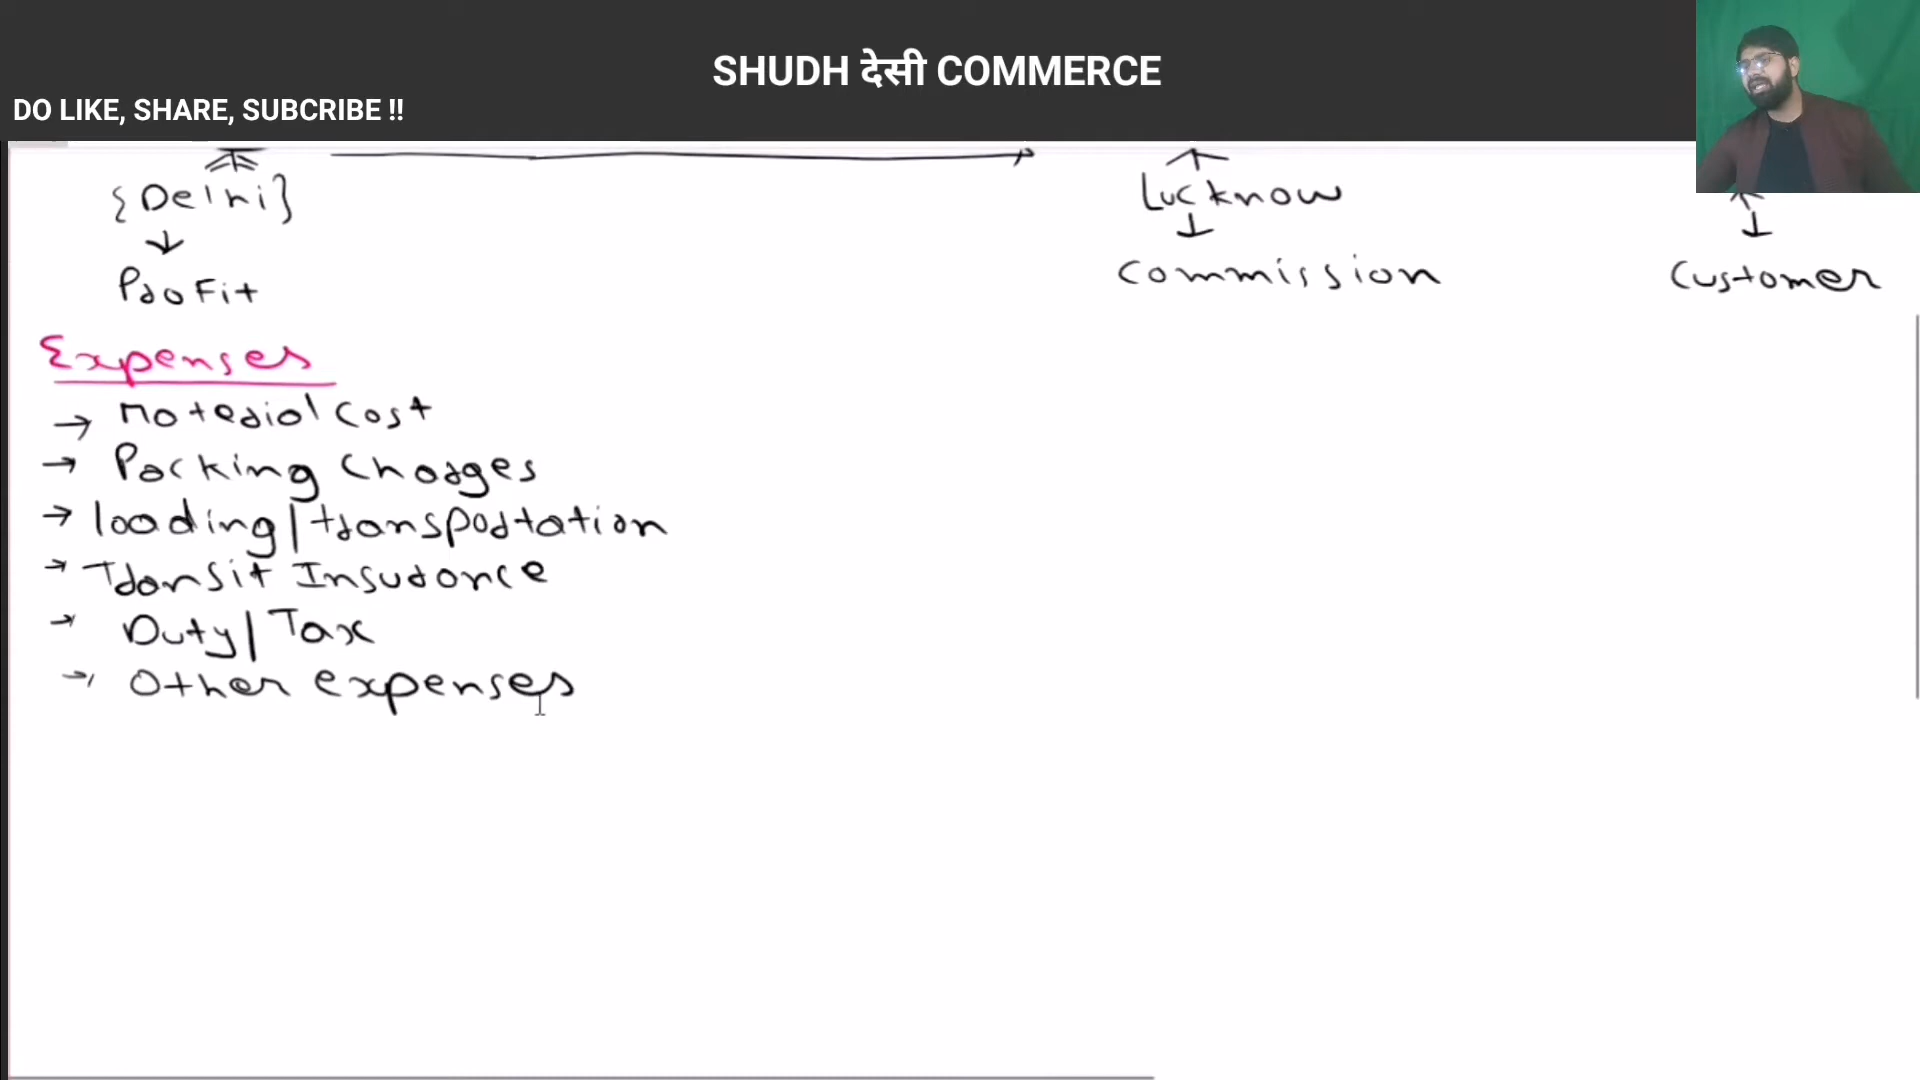 SHUDH देसी COMMERCE
DO LIKE, SHARE, SUBCRIBE !!
{Delhi} Lucknow
Profit Commission Customer
Expenses
→ Material Cost
→ Packing Charges
→ loading/transportation
→ Transit Insurance
→ Duty/Tax
→ Other expenses